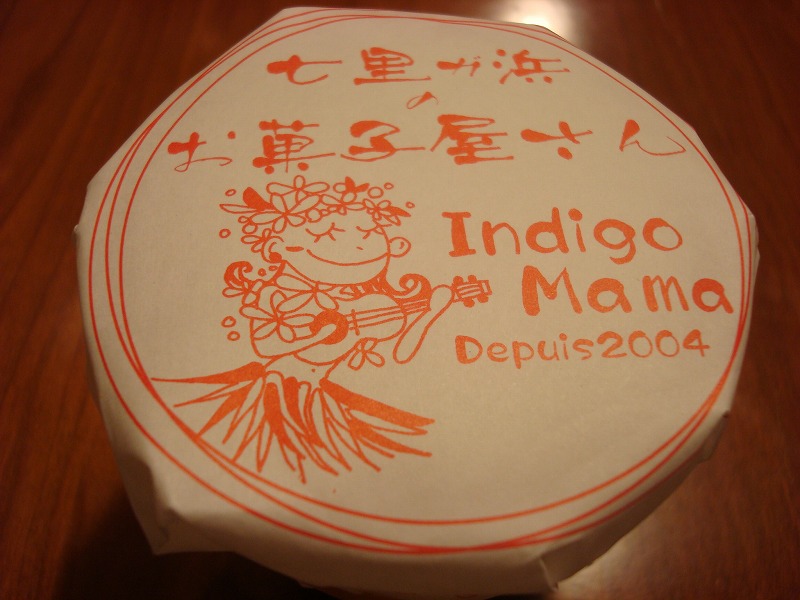 七里ガ浜
の
お菓子屋さん
Indigo
Mama
Depuis2004